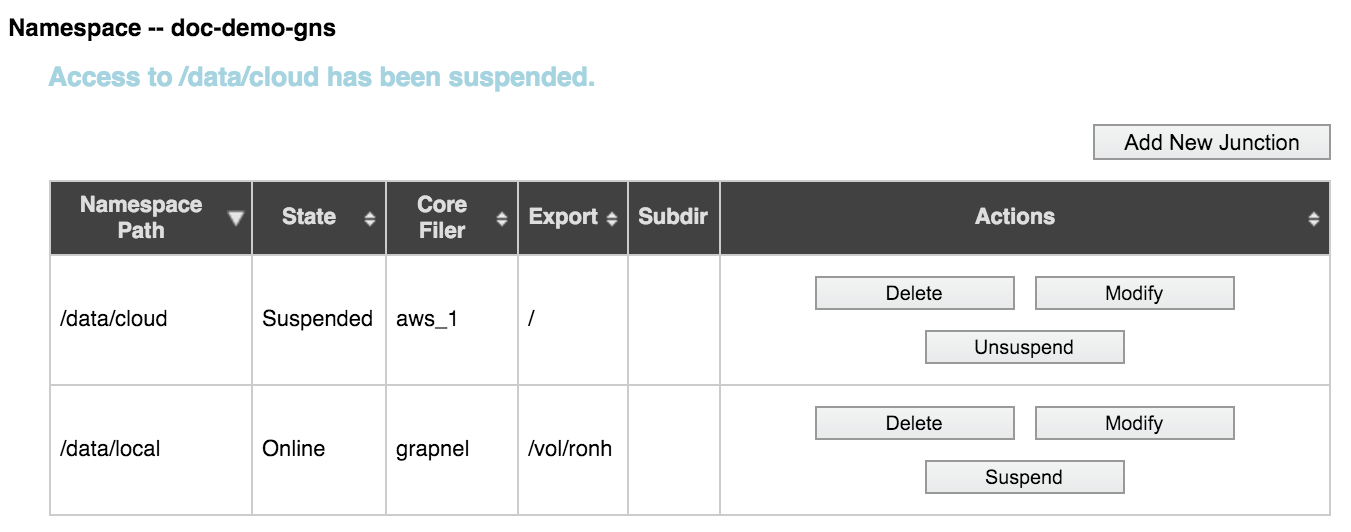 Namespace -- doc-demo-gns
Access to /data/cloud has been suspended.
Add New Junction
Namespace Path State Core Filer Export Subdir Actions
/data/cloud Suspended aws_1 / Delete Modify
Unsuspend
/data/local Online grapnel /vol/ronh Delete Modify
Suspend